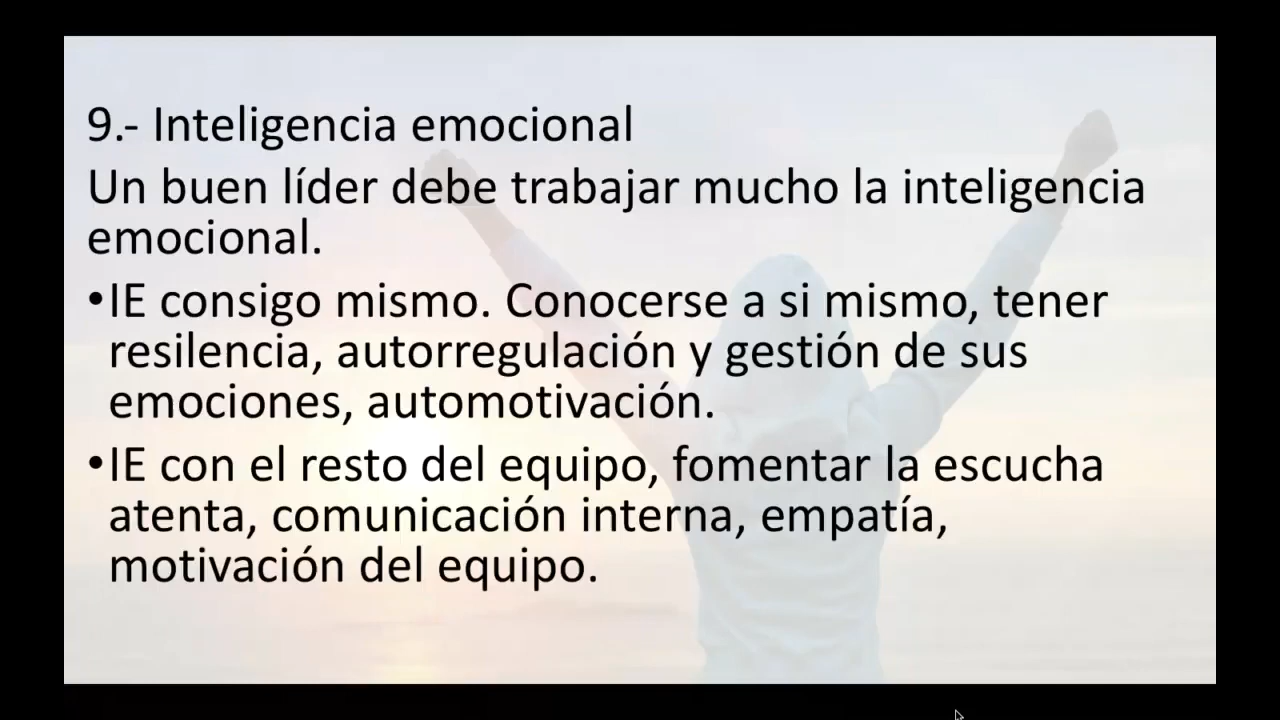 9.- Inteligencia emocional
Un buen líder debe trabajar mucho la inteligencia
emocional.
•IE consigo mismo. Conocerse a si mismo, tener
resilencia, autorregulación y gestión de sus
emociones, automotivación.
•IE con el resto del equipo, fomentar la escucha
atenta, comunicación interna, empatía,
motivación del equipo.